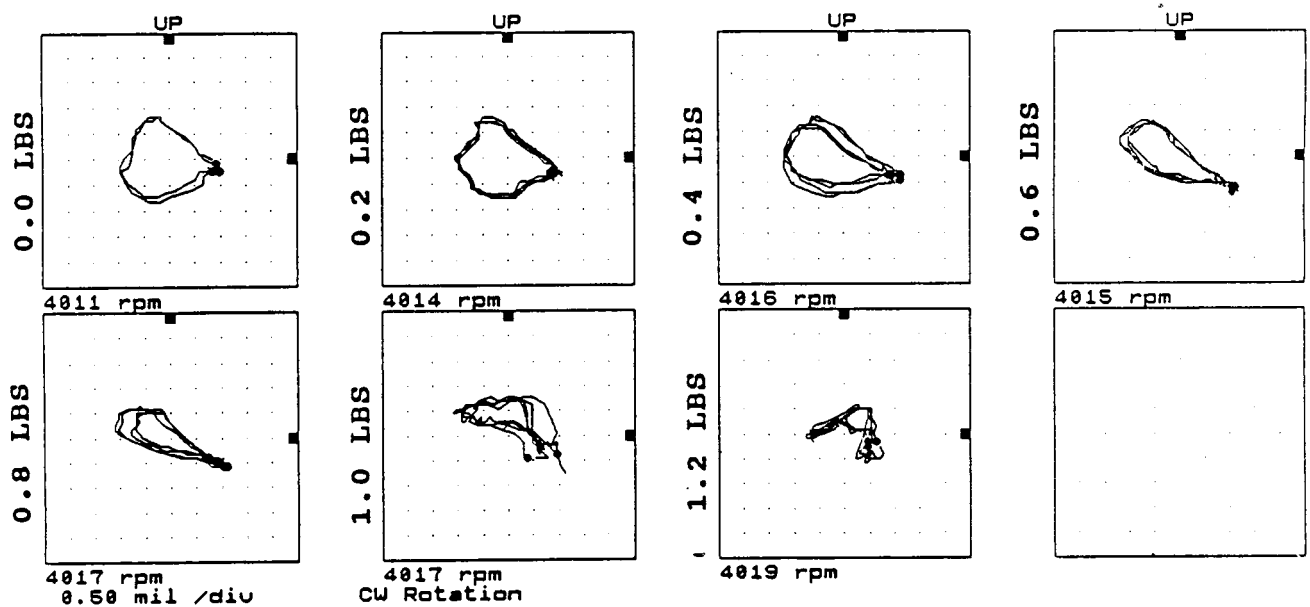 UP
UP
UP
UP
0.0 LBS
0.2 LBS
0.4 LBS
0.6 LBS
4011 rpm
4014 rpm
4016 rpm
4015 rpm
0.8 LBS
1.0 LBS
1.2 LBS
4017 rpm
4017 rpm
4019 rpm
0.50 mil /div
CW Rotation